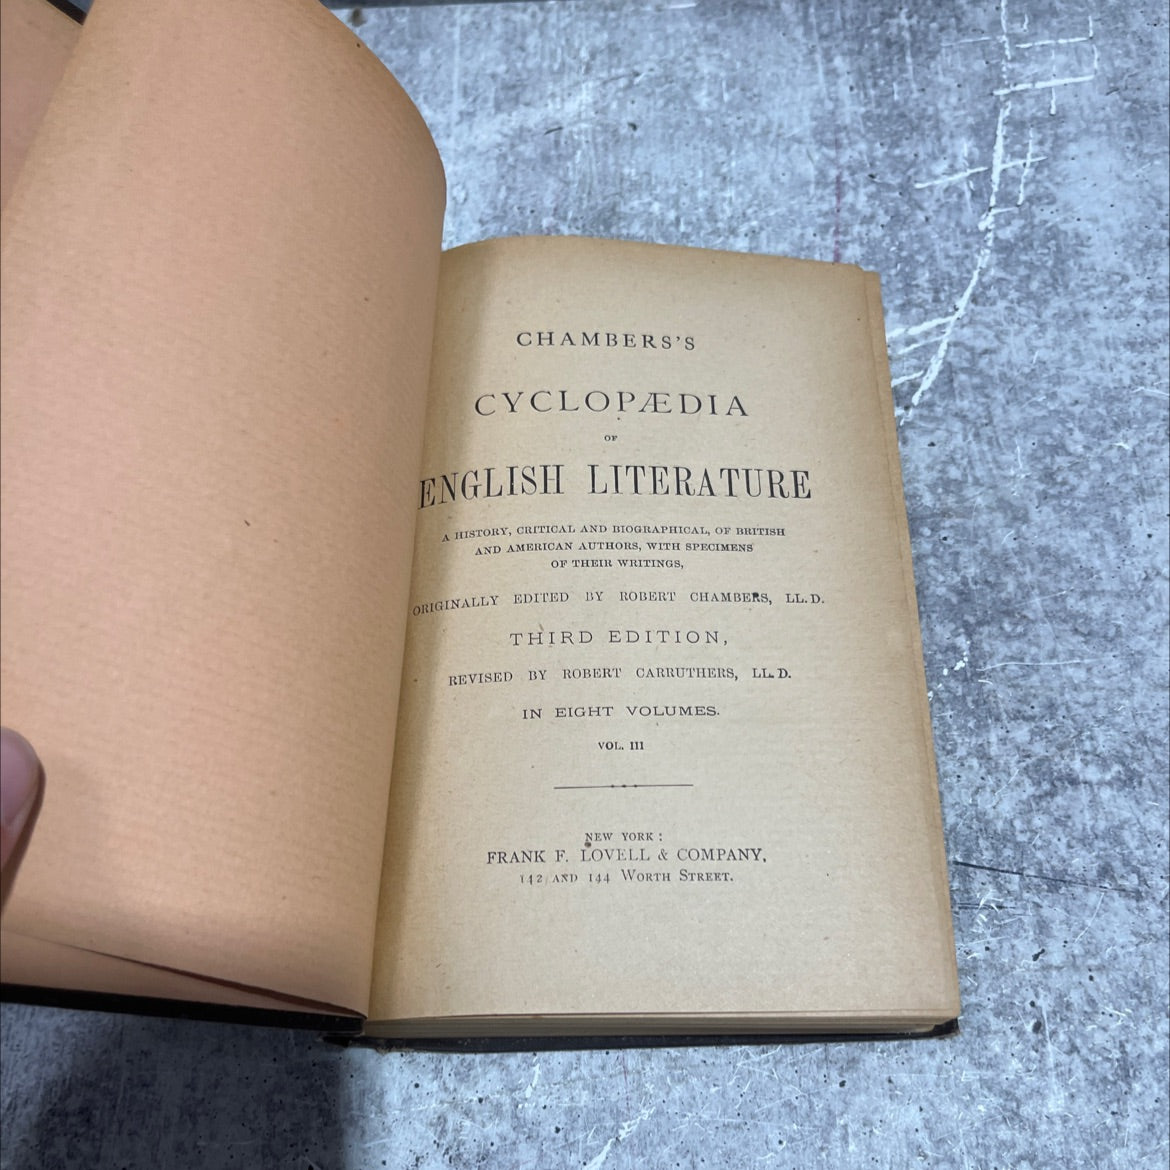 CHAMBERS'S
CYCLOPÆDIA
OF
ENGLISH LITERATURE
A HISTORY, CRITICAL AND BIOGRAPHICAL, OF BRITISH
AND AMERICAN AUTHORS, WITH SPECIMENS
OF THEIR WRITINGS,
ORIGINALLY EDITED BY ROBERT CHAMBERS, LL.D.
THIRD EDITION,
REVISED BY ROBERT CARRUTHERS, LL.D.
IN EIGHT VOLUMES.
VOL. III
NEW YORK:
FRANK F. LOVELL & COMPANY,
142 AND 144 WORTH STREET.